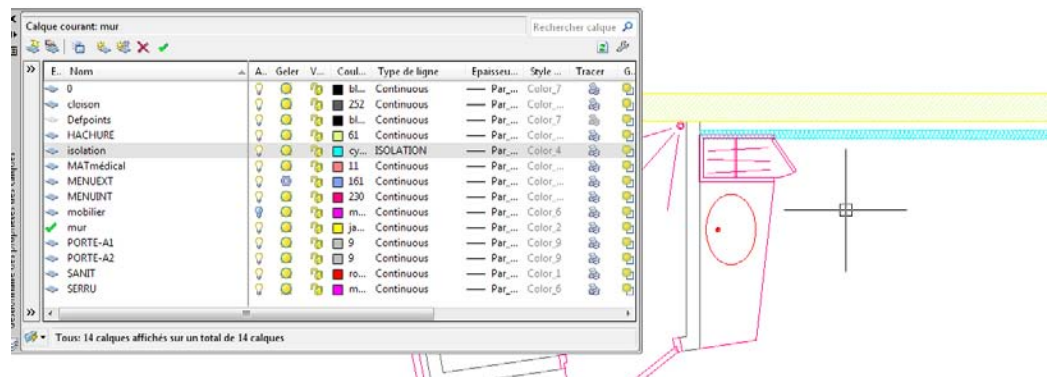 Calque courant: mur
Rechercher calque
E.. Nom A.. Geler V... Coul... Type de ligne Epaisseu... Style ... Tracer G.
0 bl... Continuous Par_... Color_7
cloison 252 Continuous Par_... Color_...
Defpoints bl... Continuous Par_... Color_7
HACHURE 61 Continuous Par_... Color_...
isolation cy... ISOLATION Par_... Color_4
MATmédical 11 Continuous Par_... Color_...
MENUEXT 161 Continuous Par_... Color_...
MENUINT 230 Continuous Par_... Color_...
mobilier m... Continuous Par_... Color_6
mur ja... Continuous Par_... Color_2
PORTE-A1 9 Continuous Par_... Color_9
PORTE-A2 9 Continuous Par_... Color_9
SANIT ro... Continuous Par_... Color_1
SERRU m... Continuous Par_... Color_6
Tous: 14 calques affichés sur un total de 14 calques